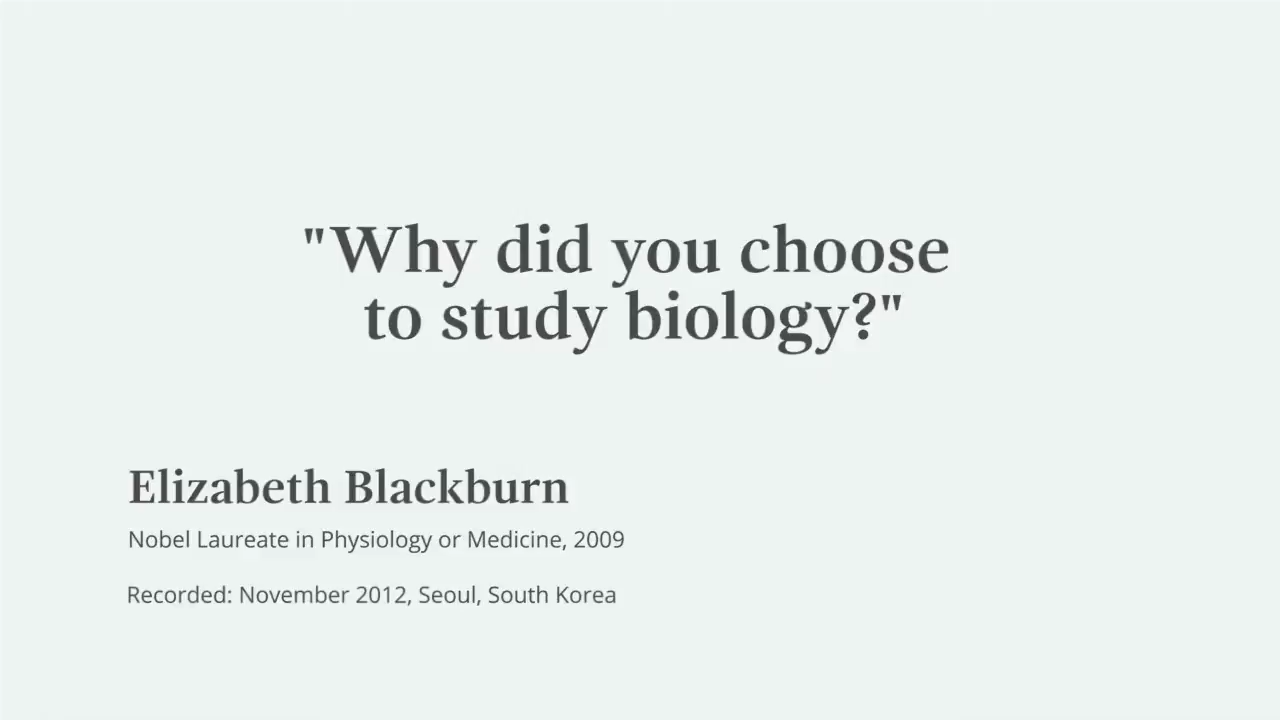 "Why did you choose
to study biology?"
Elizabeth Blackburn
Nobel Laureate in Physiology or Medicine, 2009
Recorded: November 2012, Seoul, South Korea